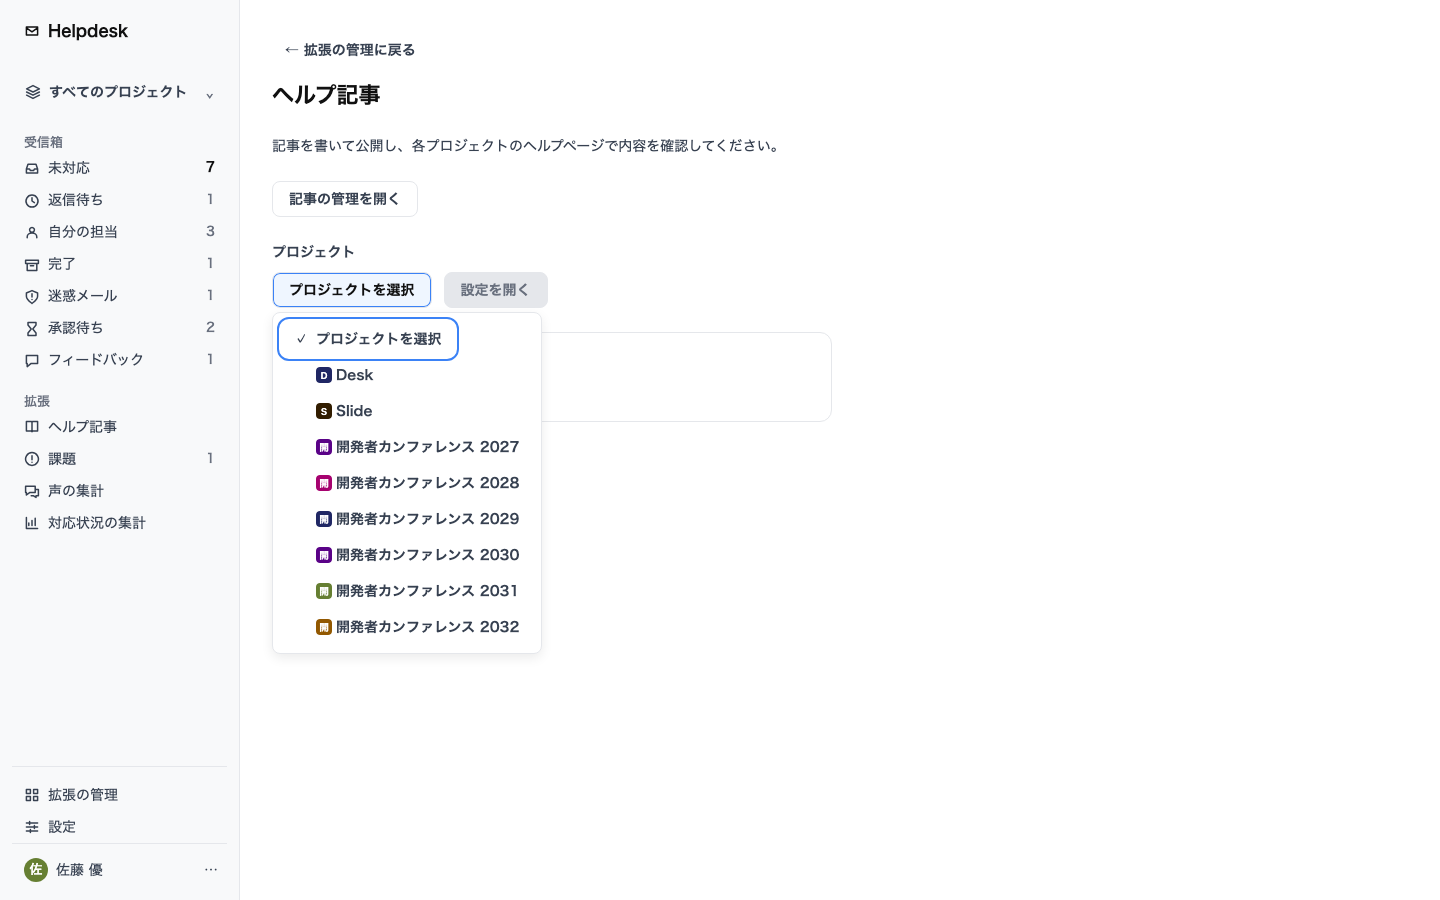 Helpdesk
すべてのプロジェクト
受信箱
未対応 7
返信待ち 1
自分の担当 3
完了 1
迷惑メール 1
承認待ち 2
フィードバック 1
拡張
ヘルプ記事
課題 1
声の集計
対応状況の集計
拡張の管理
設定
佐 佐藤 優 …
← 拡張の管理に戻る
ヘルプ記事
記事を書いて公開し、各プロジェクトのヘルプページで内容を確認してください。
記事の管理を開く
プロジェクト
プロジェクトを選択 設定を開く
✓ プロジェクトを選択
D Desk
S Slide
開 開発者カンファレンス 2027
開 開発者カンファレンス 2028
開 開発者カンファレンス 2029
開 開発者カンファレンス 2030
開 開発者カンファレンス 2031
開 開発者カンファレンス 2032